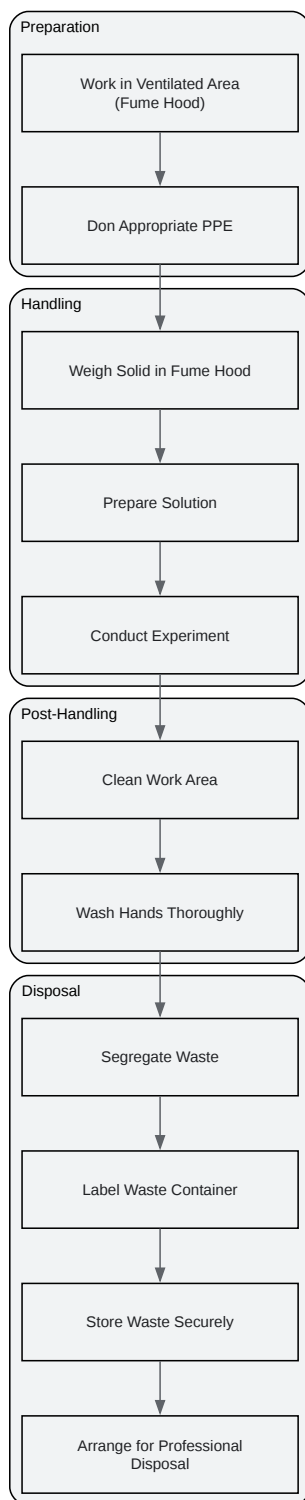 Preparation
Work in Ventilated Area
(Fume Hood)
Don Appropriate PPE
Handling
Weigh Solid in Fume Hood
Prepare Solution
Conduct Experiment
Post-Handling
Clean Work Area
Wash Hands Thoroughly
Disposal
Segregate Waste
Label Waste Container
Store Waste Securely
Arrange for Professional
Disposal